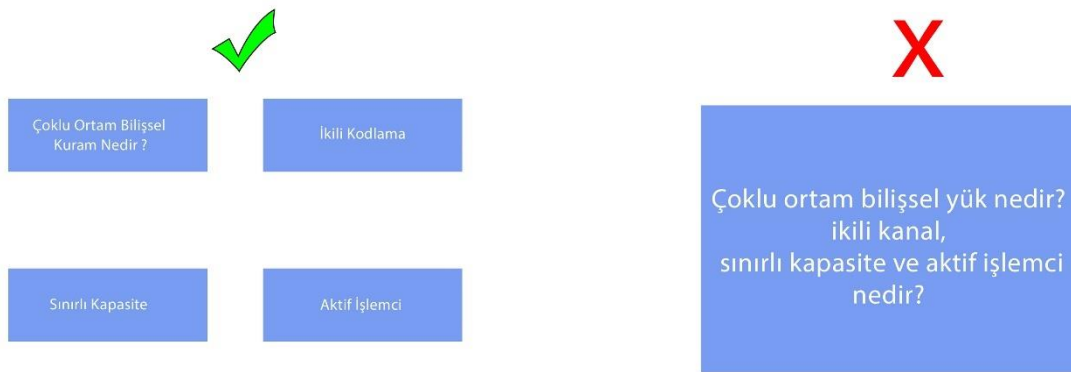 X
Çoklu Ortam Bilişsel
Kuram Nedir ?
İkili Kodlama
Sınırlı Kapasite
Aktif İşlemci
Çoklu ortam bilişsel yük nedir?
ikili kanal,
sınırlı kapasite ve aktif işlemci
nedir?